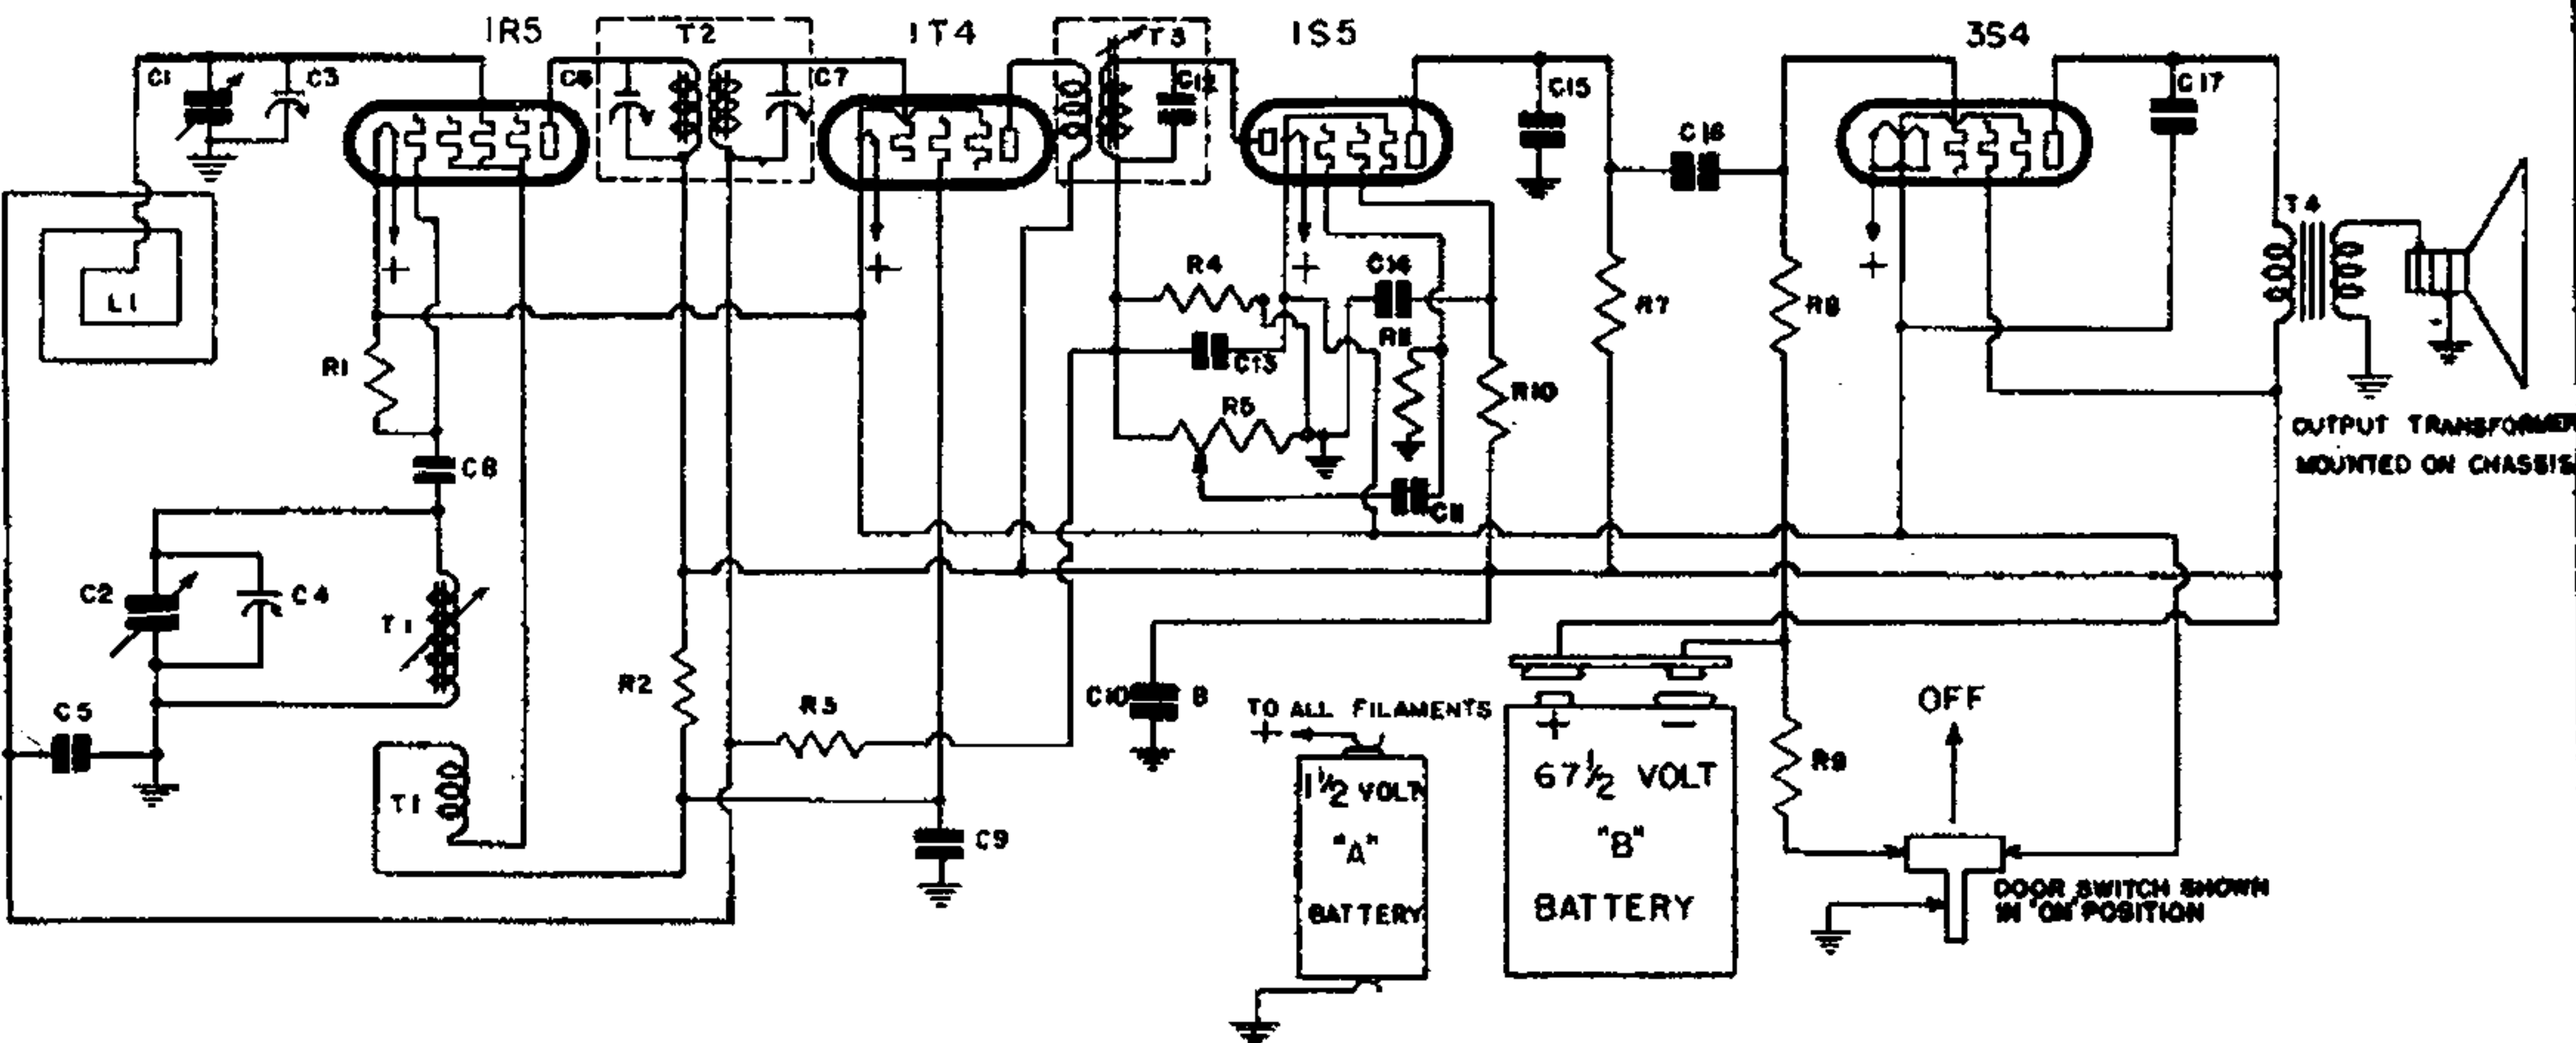 1R5
T2
1T4
T3
1S5
3S4
C1
C3
C7
C12
C15
C17
C16
T4
L1
+
+
R4
+
C14
+
R7
R8
R1
C13
R11
R10
R5
OUTPUT TRANSFORMER
MOUNTED ON CHASSIS
C8
C11
C2
C4
T1
R2
C5
R3
C10
B
TO ALL FILAMENTS
+
OFF
+
−
67½ VOLT
R9
T1
1½ VOLT
C9
"A"
"B"
BATTERY
BATTERY
DOOR SWITCH SHOWN
IN "ON" POSITION